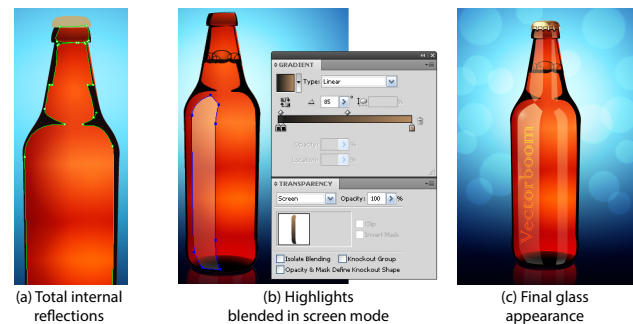 GRADIENT
Type: Linear
85 °
%
Opacity: %
Location: %
TRANSPARENCY
Screen Opacity: 100 %
Clip
Invert Mask
Isolate Blending Knockout Group
Opacity & Mask Define Knockout Shape
Vectorboom
(a) Total internal
reflections
(b) Highlights
blended in screen mode
(c) Final glass
appearance